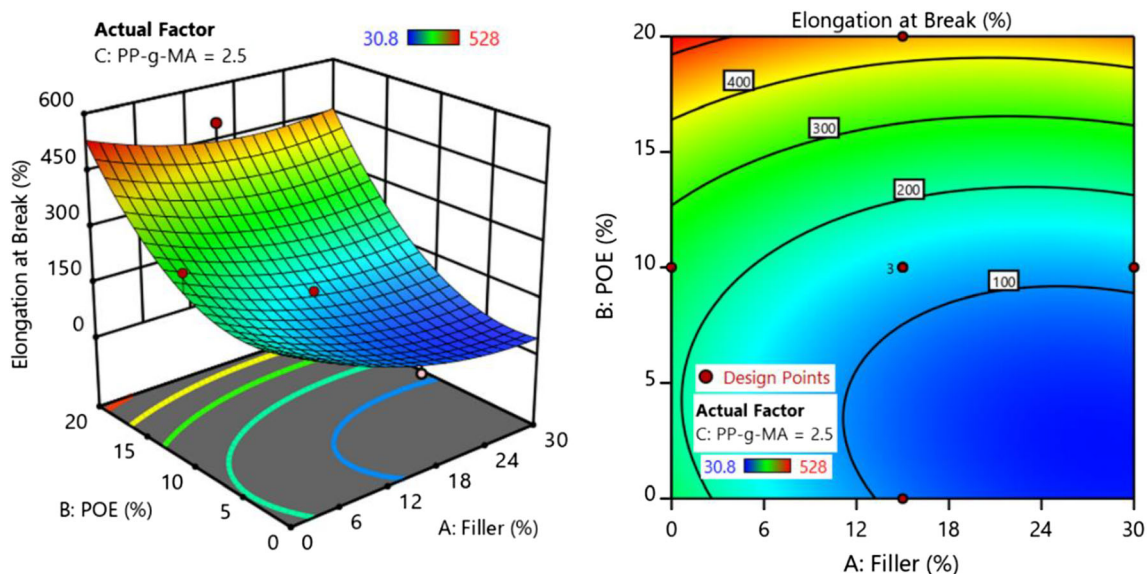 Actual Factor
C: PP-g-MA = 2.5
30.8 528
Elongation at Break (%)
600
450
300
150
0
20
15
10
5
0
B: POE (%)
0
6
12
18
24
30
A: Filler (%)
Elongation at Break (%)
B: POE (%)
20
15
10
5
0
400
300
200
3
100
Design Points
Actual Factor
C: PP-g-MA = 2.5
30.8 528
0 6 12 18 24 30
A: Filler (%)